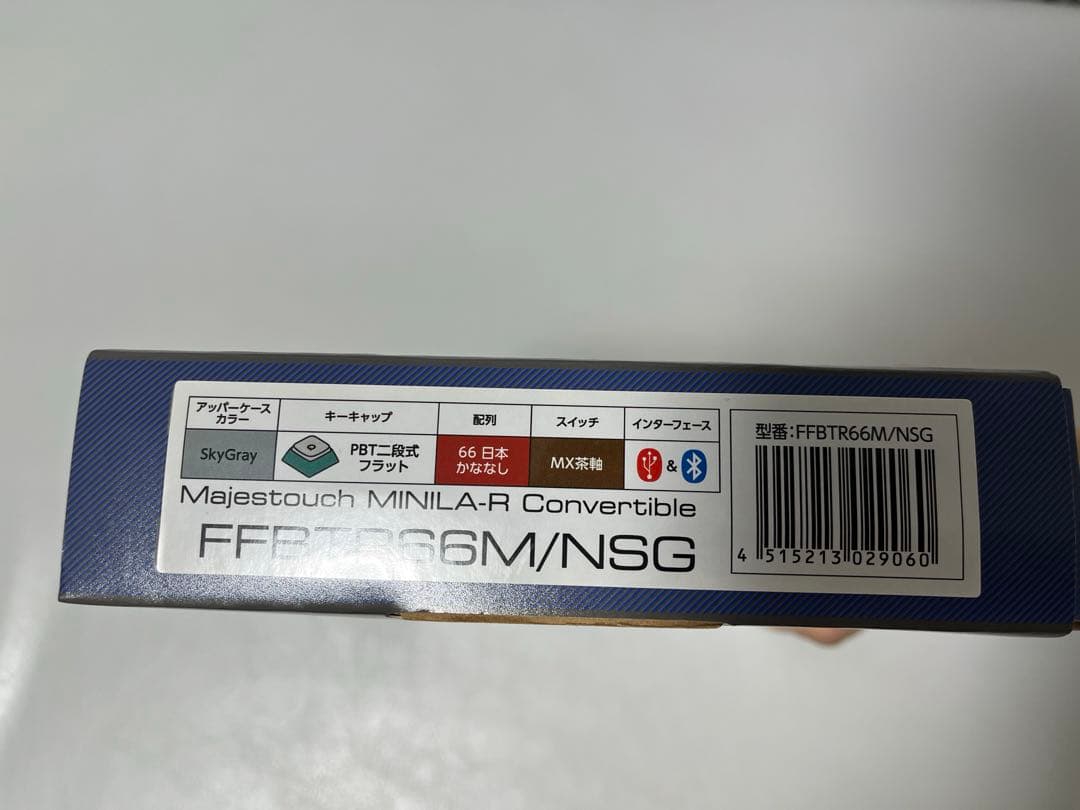 アッパーケース
カラー
キーキャップ
配列
スイッチ
インターフェース
SkyGray
PBT二段式
フラット
66 日本
かななし
MX茶軸
&
Majestouch MINILA-R Convertible
FFBTR66M/NSG
型番:FFBTR66M/NSG
4 515213 029060